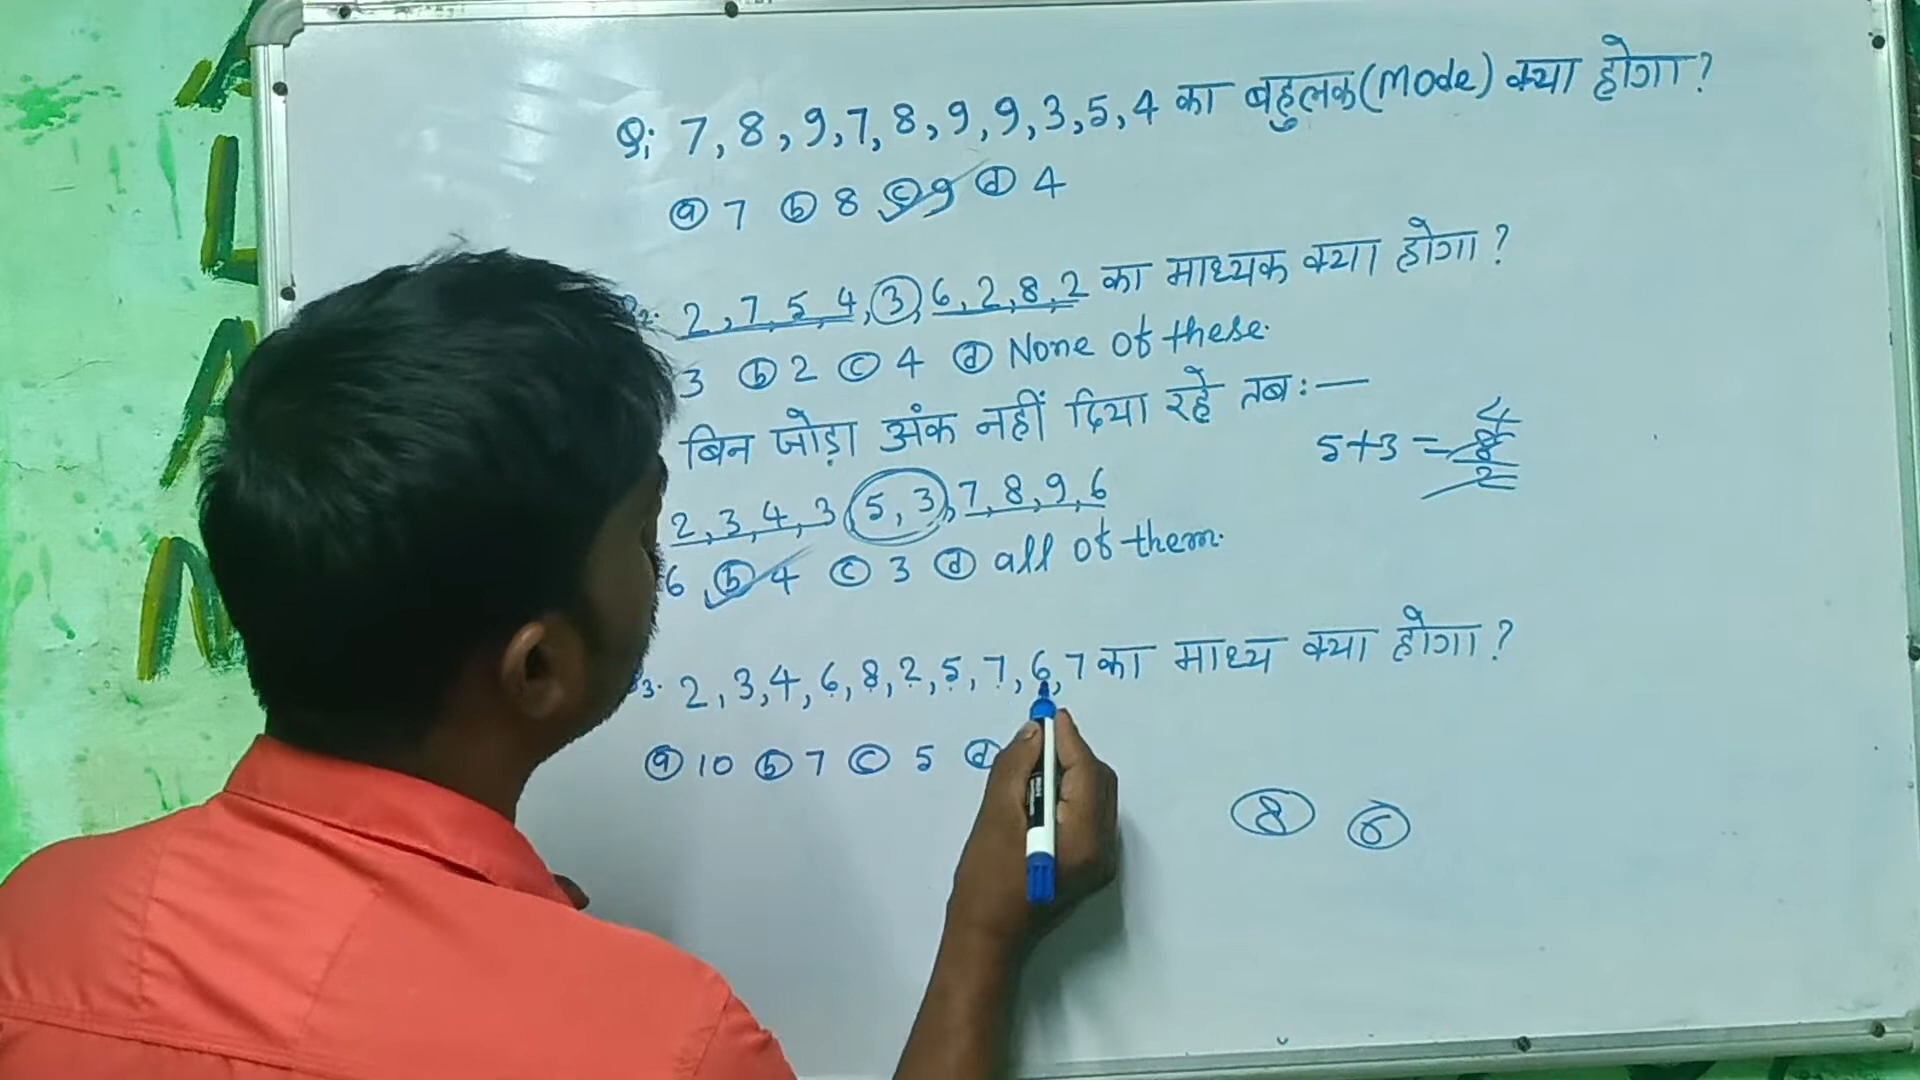 Q; 7, 8, 9, 7, 8, 9, 9, 3, 5, 4 का बहुलक (Mode) क्या होगा?
ⓐ 7 ⓑ 8 ⓒ 9 ⓓ 4
2. 2, 7, 5, 4, 3, 6, 2, 8, 2 का माध्यक क्या होगा?
3 ⓑ 2 ⓒ 4 ⓓ None of these.
बिन जोड़ा अंक नहीं दिया रहे तब:—
5+3 = 8/2 4
2, 3, 4, 3 5, 3, 7, 8, 9, 6
6 ⓑ 4 ⓒ 3 ⓓ all of them.
3. 2, 3, 4, 6, 8, 2, 5, 7, 6, 7 का माध्य क्या होगा?
ⓐ 10 ⓑ 7 ⓒ 5 ⓓ
8 6